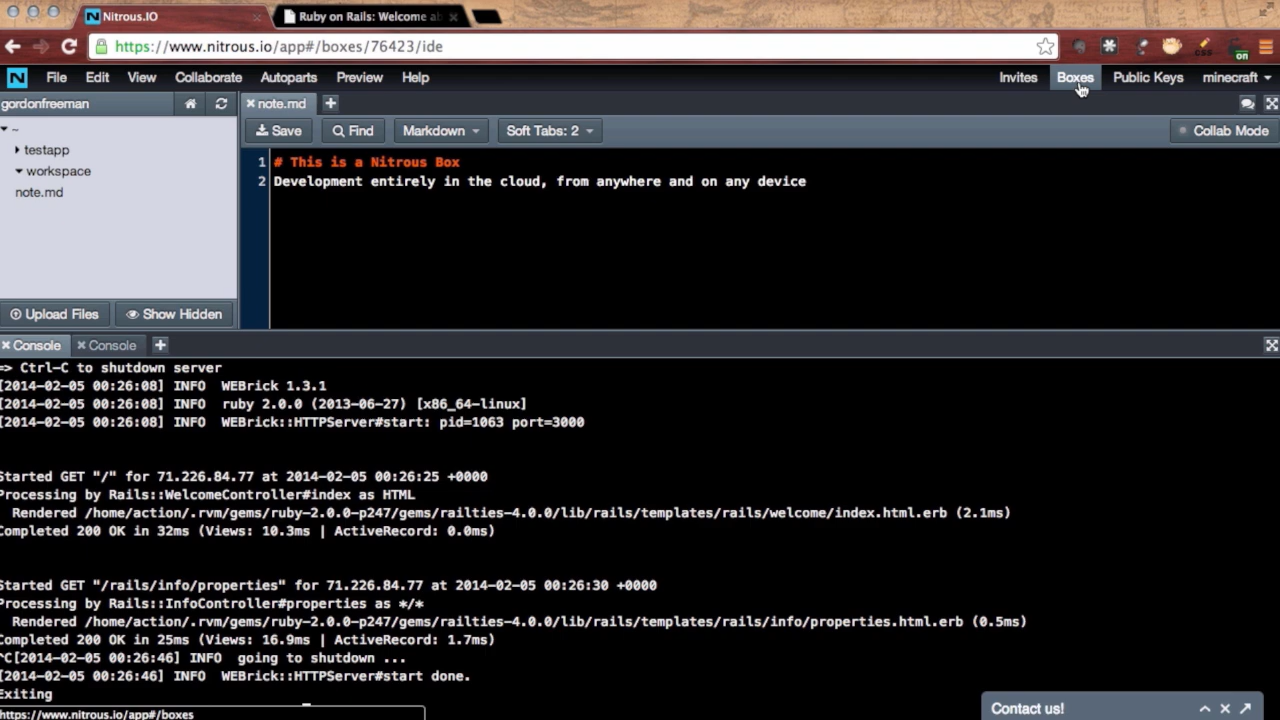 Nitrous.IO
Ruby on Rails: Welcome ab
https://www.nitrous.io/app#/boxes/76423/ide
css
on
N File Edit View Collaborate Autoparts Preview Help Invites Boxes Public Keys minecraft
gordonfreeman
note.md
Save Find Markdown Soft Tabs: 2 Collab Mode
~
testapp
workspace
note.md
1 # This is a Nitrous Box
2 Development entirely in the cloud, from anywhere and on any device
Upload Files Show Hidden
Console Console
=> Ctrl-C to shutdown server
[2014-02-05 00:26:08] INFO  WEBrick 1.3.1
[2014-02-05 00:26:08] INFO  ruby 2.0.0 (2013-06-27) [x86_64-linux]
[2014-02-05 00:26:08] INFO  WEBrick::HTTPServer#start: pid=1063 port=3000
Started GET "/" for 71.226.84.77 at 2014-02-05 00:26:25 +0000
Processing by Rails::WelcomeController#index as HTML
Rendered /home/action/.rvm/gems/ruby-2.0.0-p247/gems/railties-4.0.0/lib/rails/templates/rails/welcome/index.html.erb (2.1ms)
Completed 200 OK in 32ms (Views: 10.3ms | ActiveRecord: 0.0ms)
Started GET "/rails/info/properties" for 71.226.84.77 at 2014-02-05 00:26:30 +0000
Processing by Rails::InfoController#properties as */*
Rendered /home/action/.rvm/gems/ruby-2.0.0-p247/gems/railties-4.0.0/lib/rails/templates/rails/info/properties.html.erb (0.5ms)
Completed 200 OK in 25ms (Views: 16.9ms | ActiveRecord: 1.7ms)
^C[2014-02-05 00:26:46] INFO  going to shutdown ...
[2014-02-05 00:26:46] INFO  WEBrick::HTTPServer#start done.
Exiting
https://www.nitrous.io/app#/boxes
Contact us!